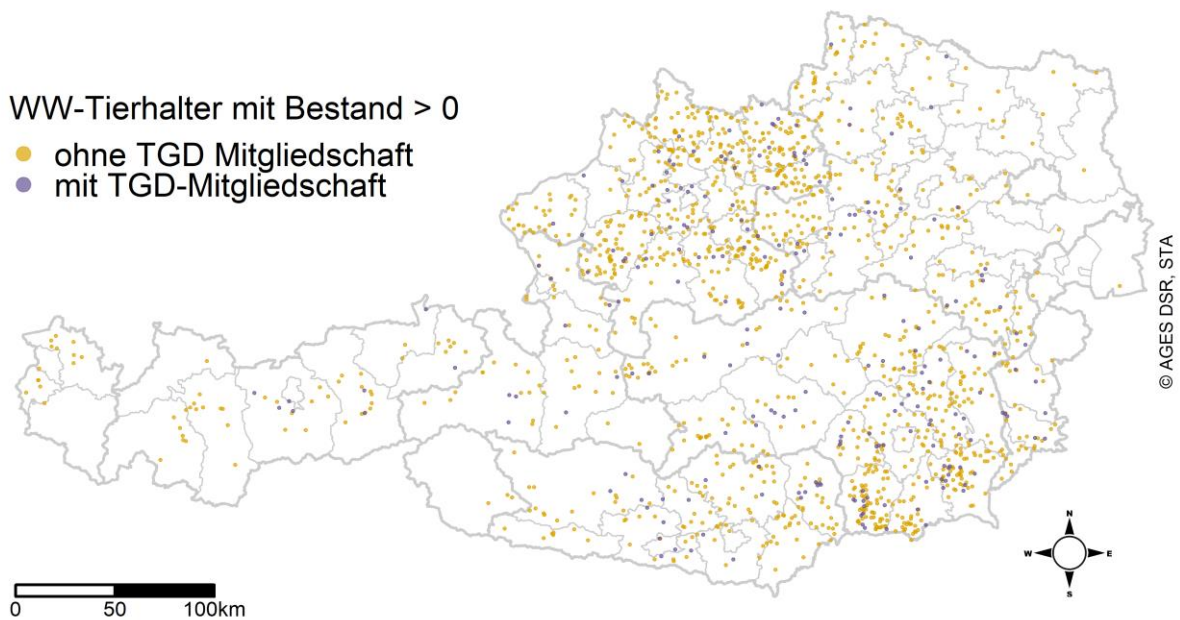 WW-Tierhalter mit Bestand > 0
ohne TGD Mitgliedschaft
mit TGD-Mitgliedschaft
© AGES DSR, STA
N
W E
S
0 50 100km